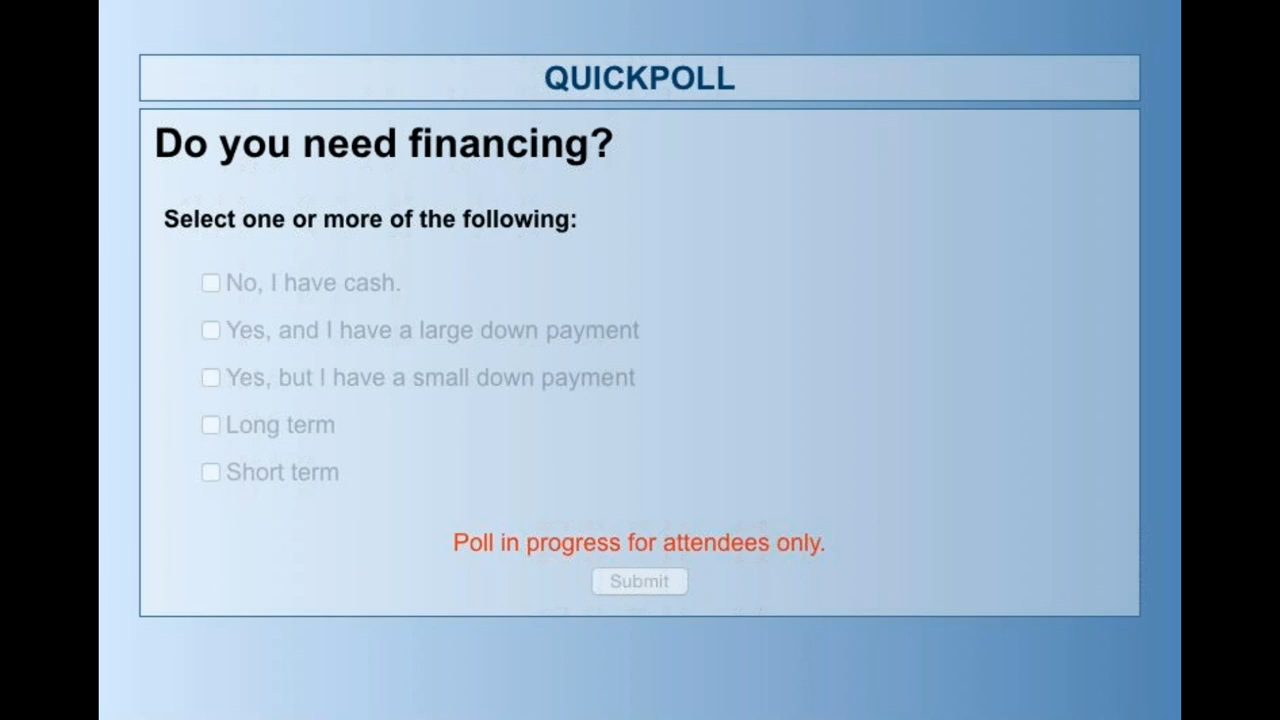 QUICKPOLL
Do you need financing?
Select one or more of the following:
No, I have cash.
Yes, and I have a large down payment
Yes, but I have a small down payment
Long term
Short term
Poll in progress for attendees only.
Submit